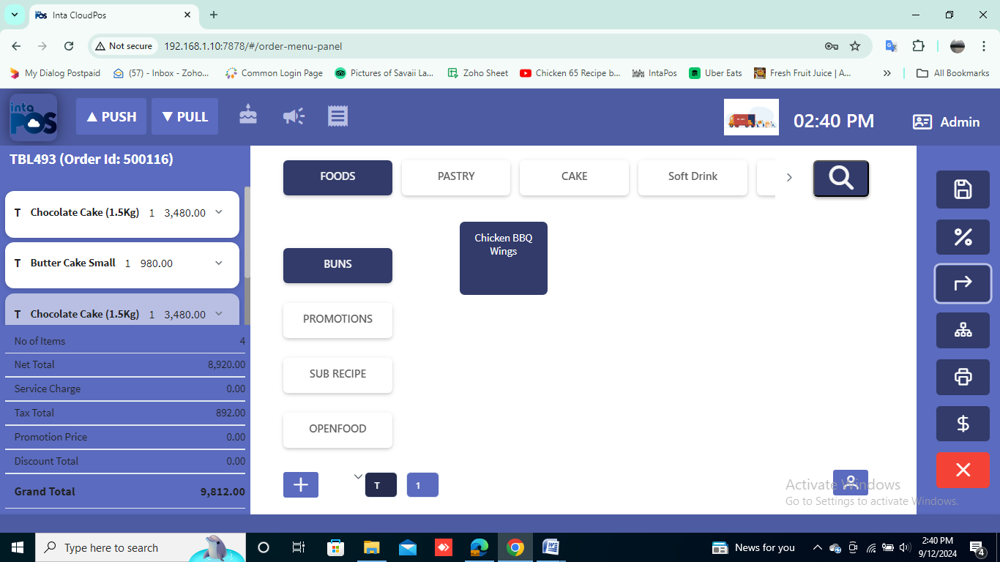 Inta CloudPos
Not secure
192.168.1.10:7878/#/order-menu-panel
My Dialog Postpaid
(57) - Inbox - Zoho...
Common Login Page
Pictures of Savaii La...
Zoho Sheet
Chicken 65 Recipe b...
IntaPos
Uber Eats
Fresh Fruit Juice | A...
All Bookmarks
inta
POS
PUSH
PULL
02:40 PM
Admin
TBL493 (Order Id: 500116)
T Chocolate Cake (1.5Kg) 1 3,480.00
T Butter Cake Small 1 980.00
T Chocolate Cake (1.5Kg) 1 3,480.00
No of Items 4
Net Total 8,920.00
Service Charge 0.00
Tax Total 892.00
Promotion Price 0.00
Discount Total 0.00
Grand Total 9,812.00
FOODS
PASTRY
CAKE
Soft Drink
BUNS
PROMOTIONS
SUB RECIPE
OPENFOOD
Chicken BBQ
Wings
T
1
Activate Windows
Go to Settings to activate Windows.
Type here to search
News for you
2:40 PM
9/12/2024
4